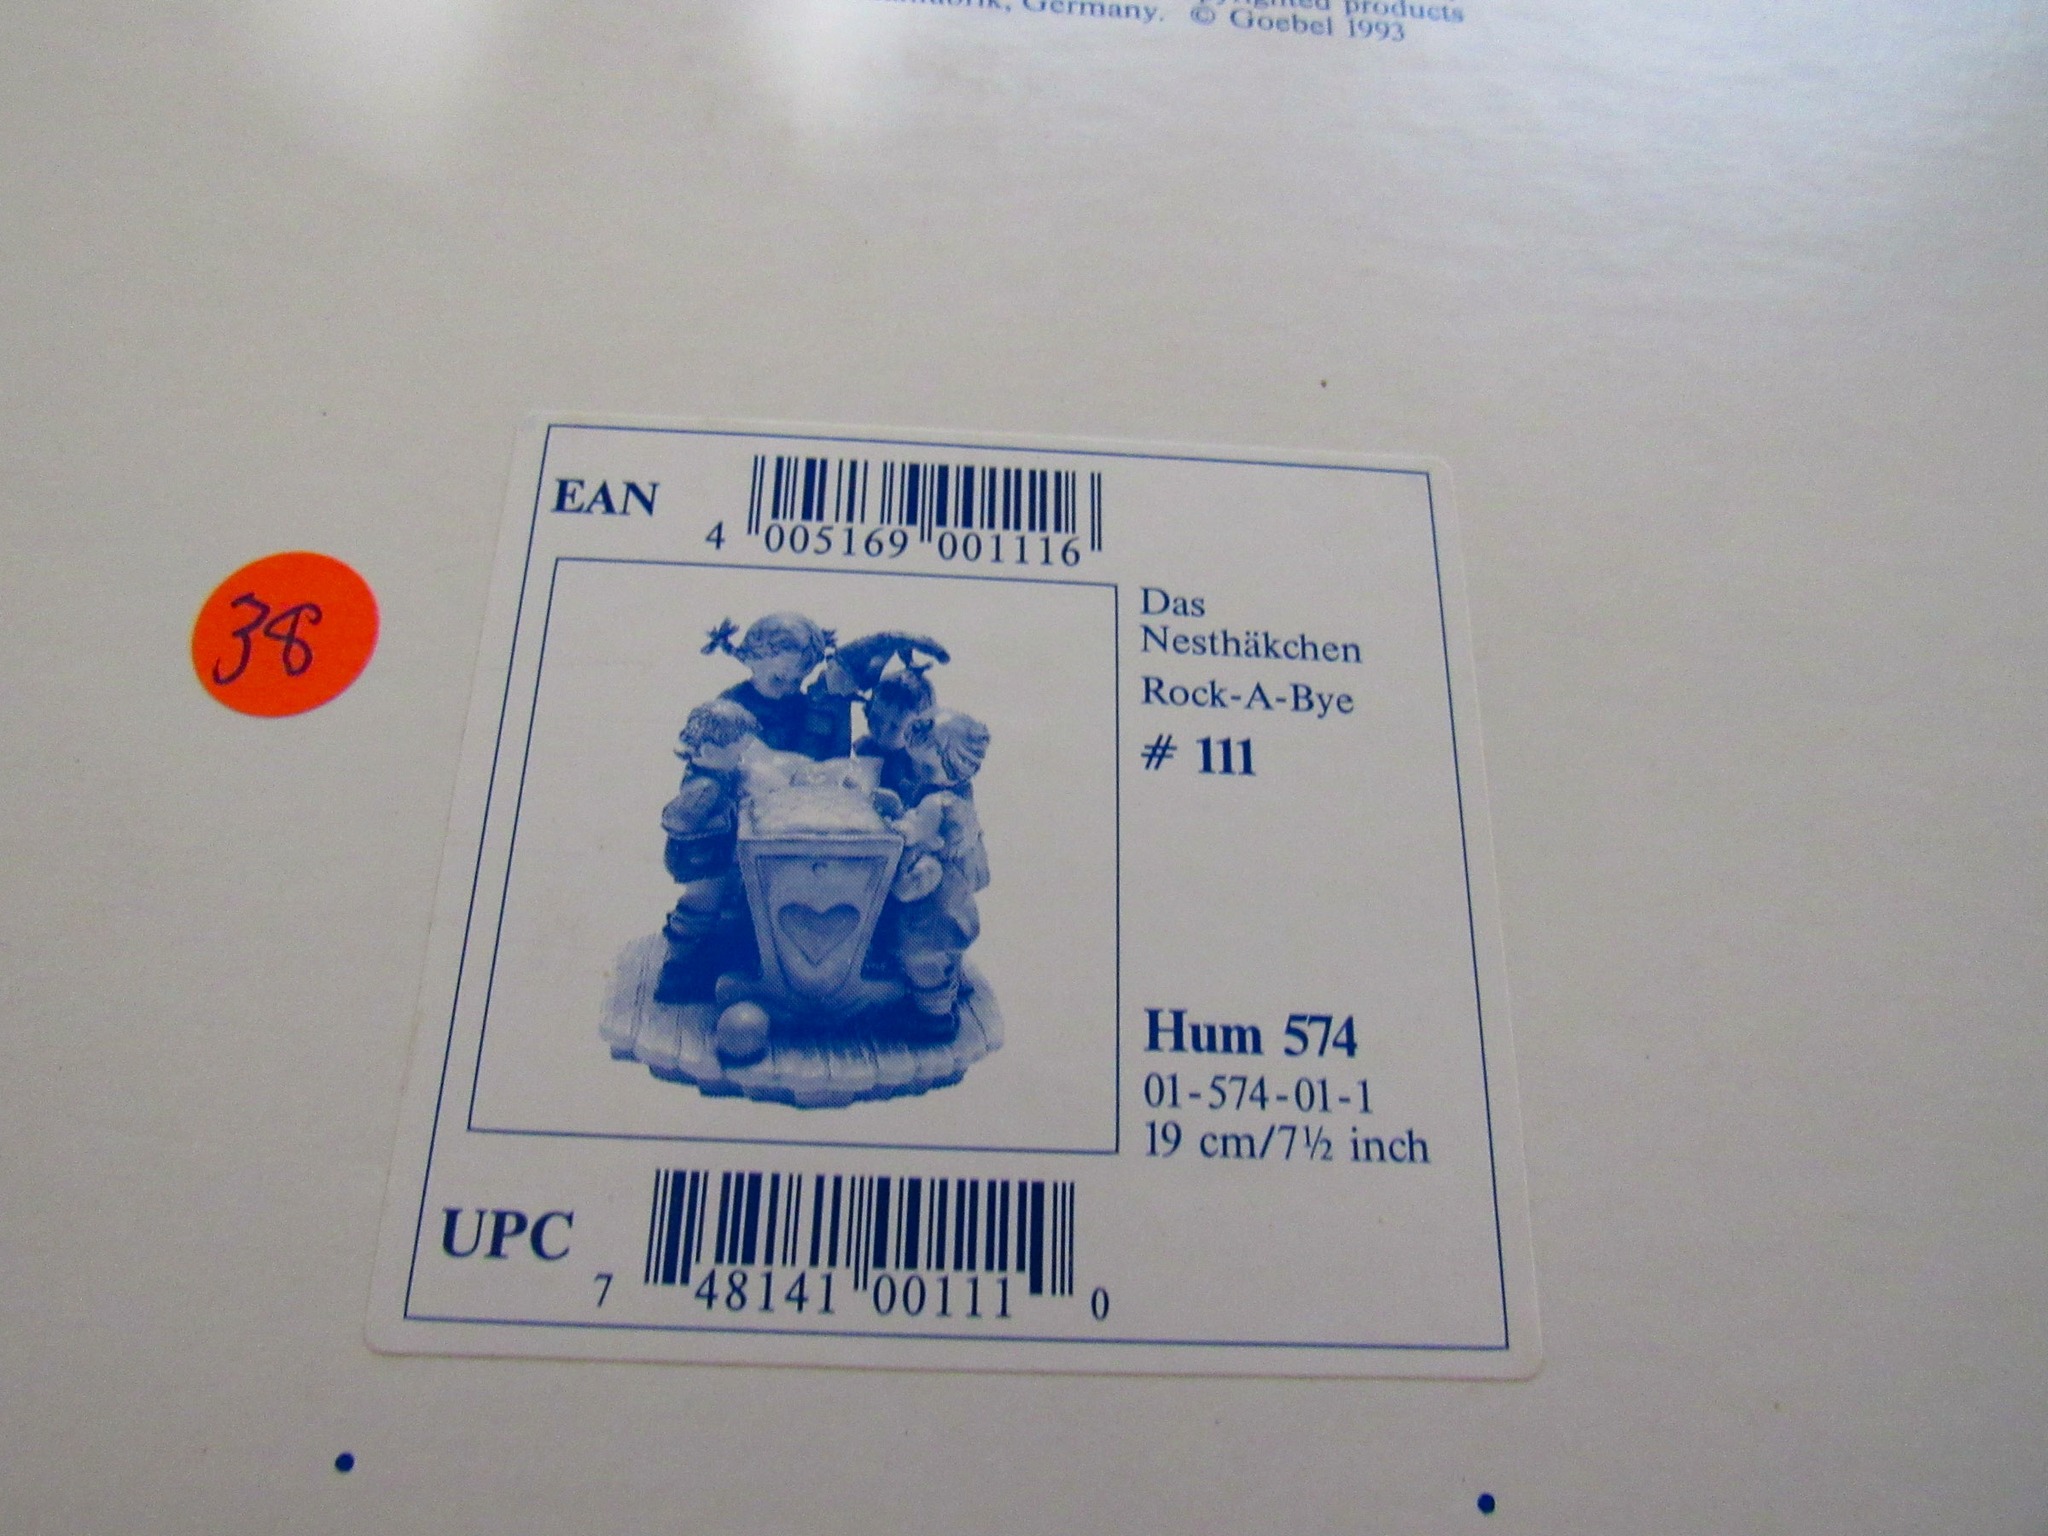 Germany. © Goebel 1993
products
EAN
4 005169 001116
38
Das
Nesthäkchen
Rock-A-Bye
# 111
Hum 574
01-574-01-1
19 cm/7½ inch
UPC
7 48141 00111 0